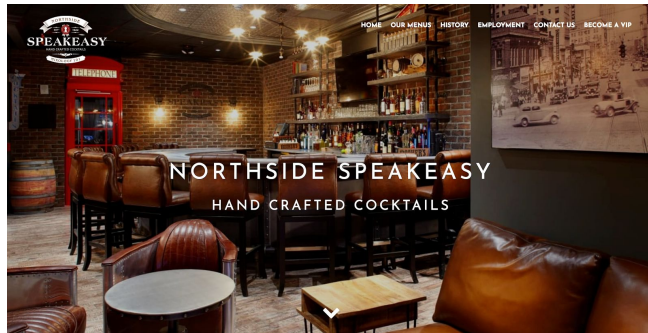 NORTHSIDE
SPEAKEASY
HAND CRAFTED COCKTAILS
HOME OUR MENUS HISTORY EMPLOYMENT CONTACT US BECOME A VIP
TELEPHONE
NORTHSIDE SPEAKEASY
HAND CRAFTED COCKTAILS